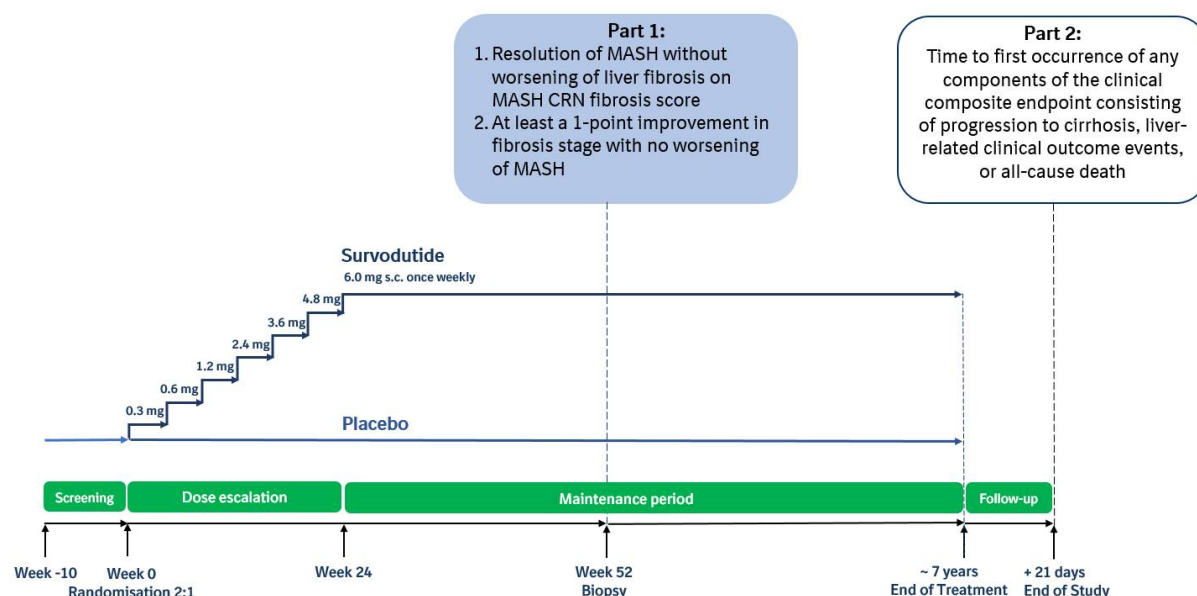 Part 1:
1. Resolution of MASH without
worsening of liver fibrosis on
MASH CRN fibrosis score
2. At least a 1-point improvement in
fibrosis stage with no worsening
of MASH
Part 2:
Time to first occurrence of any
components of the clinical
composite endpoint consisting
of progression to cirrhosis, liver-
related clinical outcome events,
or all-cause death
Survodutide
6.0 mg s.c. once weekly
4.8 mg
3.6 mg
2.4 mg
1.2 mg
0.6 mg
0.3 mg
Placebo
Screening
Dose escalation
Maintenance period
Follow-up
Week -10
Week 0
Randomisation 2:1
Week 24
Week 52
Biopsy
~ 7 years
End of Treatment
+ 21 days
End of Study